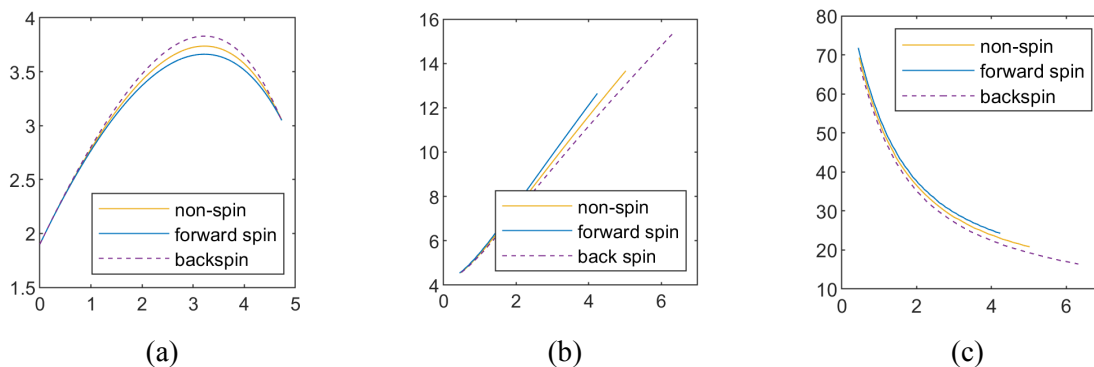 4
3.5
3
2.5
2
1.5
0 1 2 3 4 5
non-spin
forward spin
backspin
(a)
16
14
12
10
8
6
4
0 2 4 6
non-spin
forward spin
back spin
(b)
80
70
60
50
40
30
20
10
0 2 4 6
non-spin
forward spin
backspin
(c)